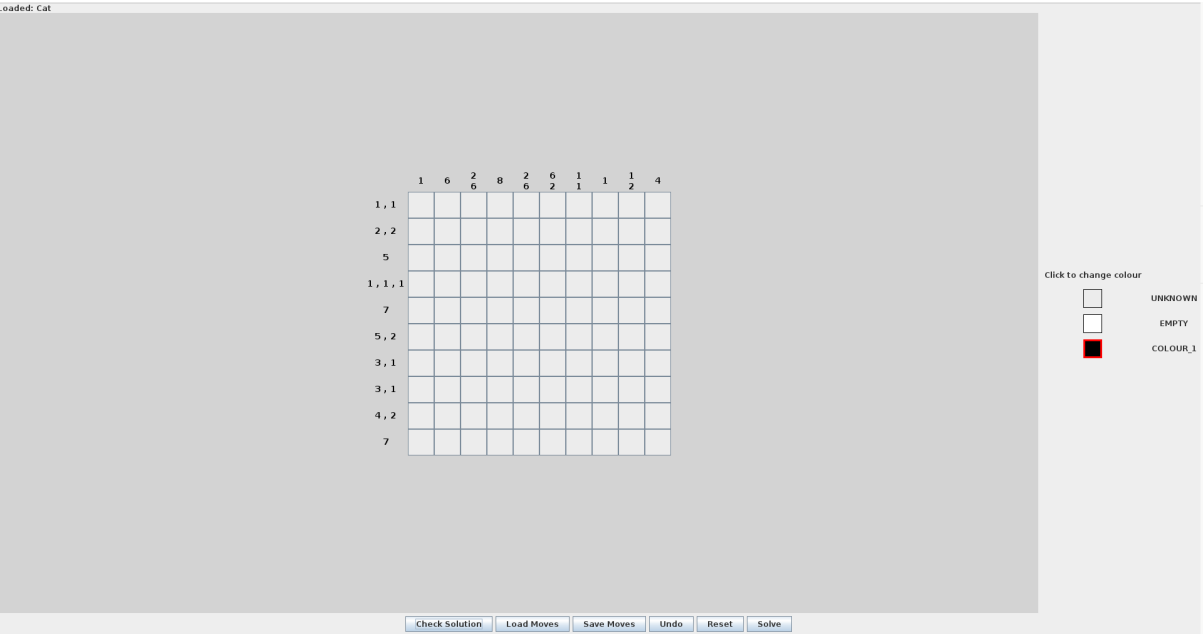 Loaded: Cat
1 6 2 8 2 6 1 1 1 4
6 6 2 1 2
1 , 1
2 , 2
5
1 , 1 , 1
7
5 , 2
3 , 1
3 , 1
4 , 2
7
Click to change colour
UNKNOWN
EMPTY
COLOUR_1
Check Solution Load Moves Save Moves Undo Reset Solve